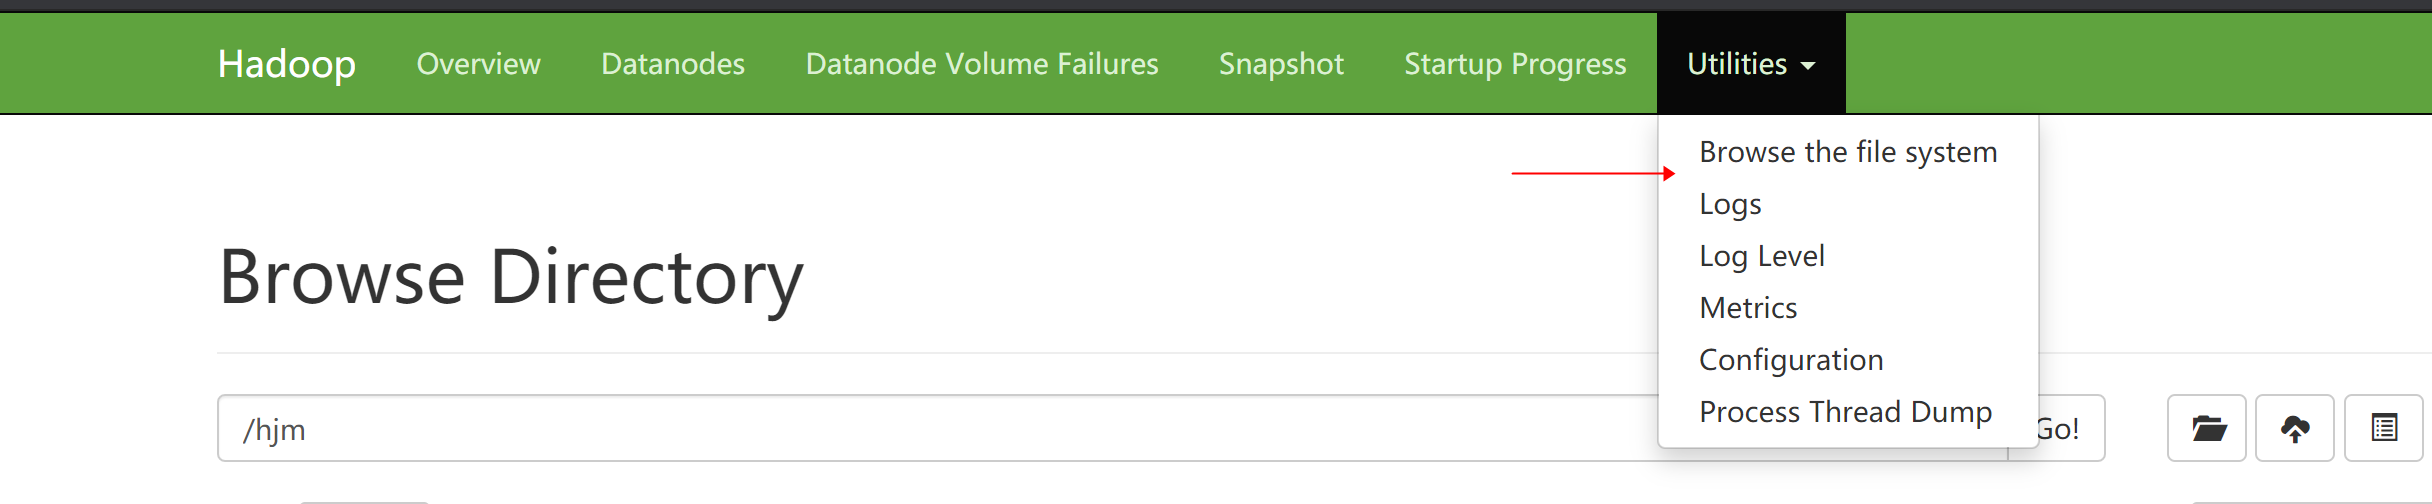 Hadoop Overview Datanodes Datanode Volume Failures Snapshot Startup Progress Utilities
Browse the file system
Logs
Log Level
Metrics
Configuration
Process Thread Dump
Browse Directory
/hjm
Go!